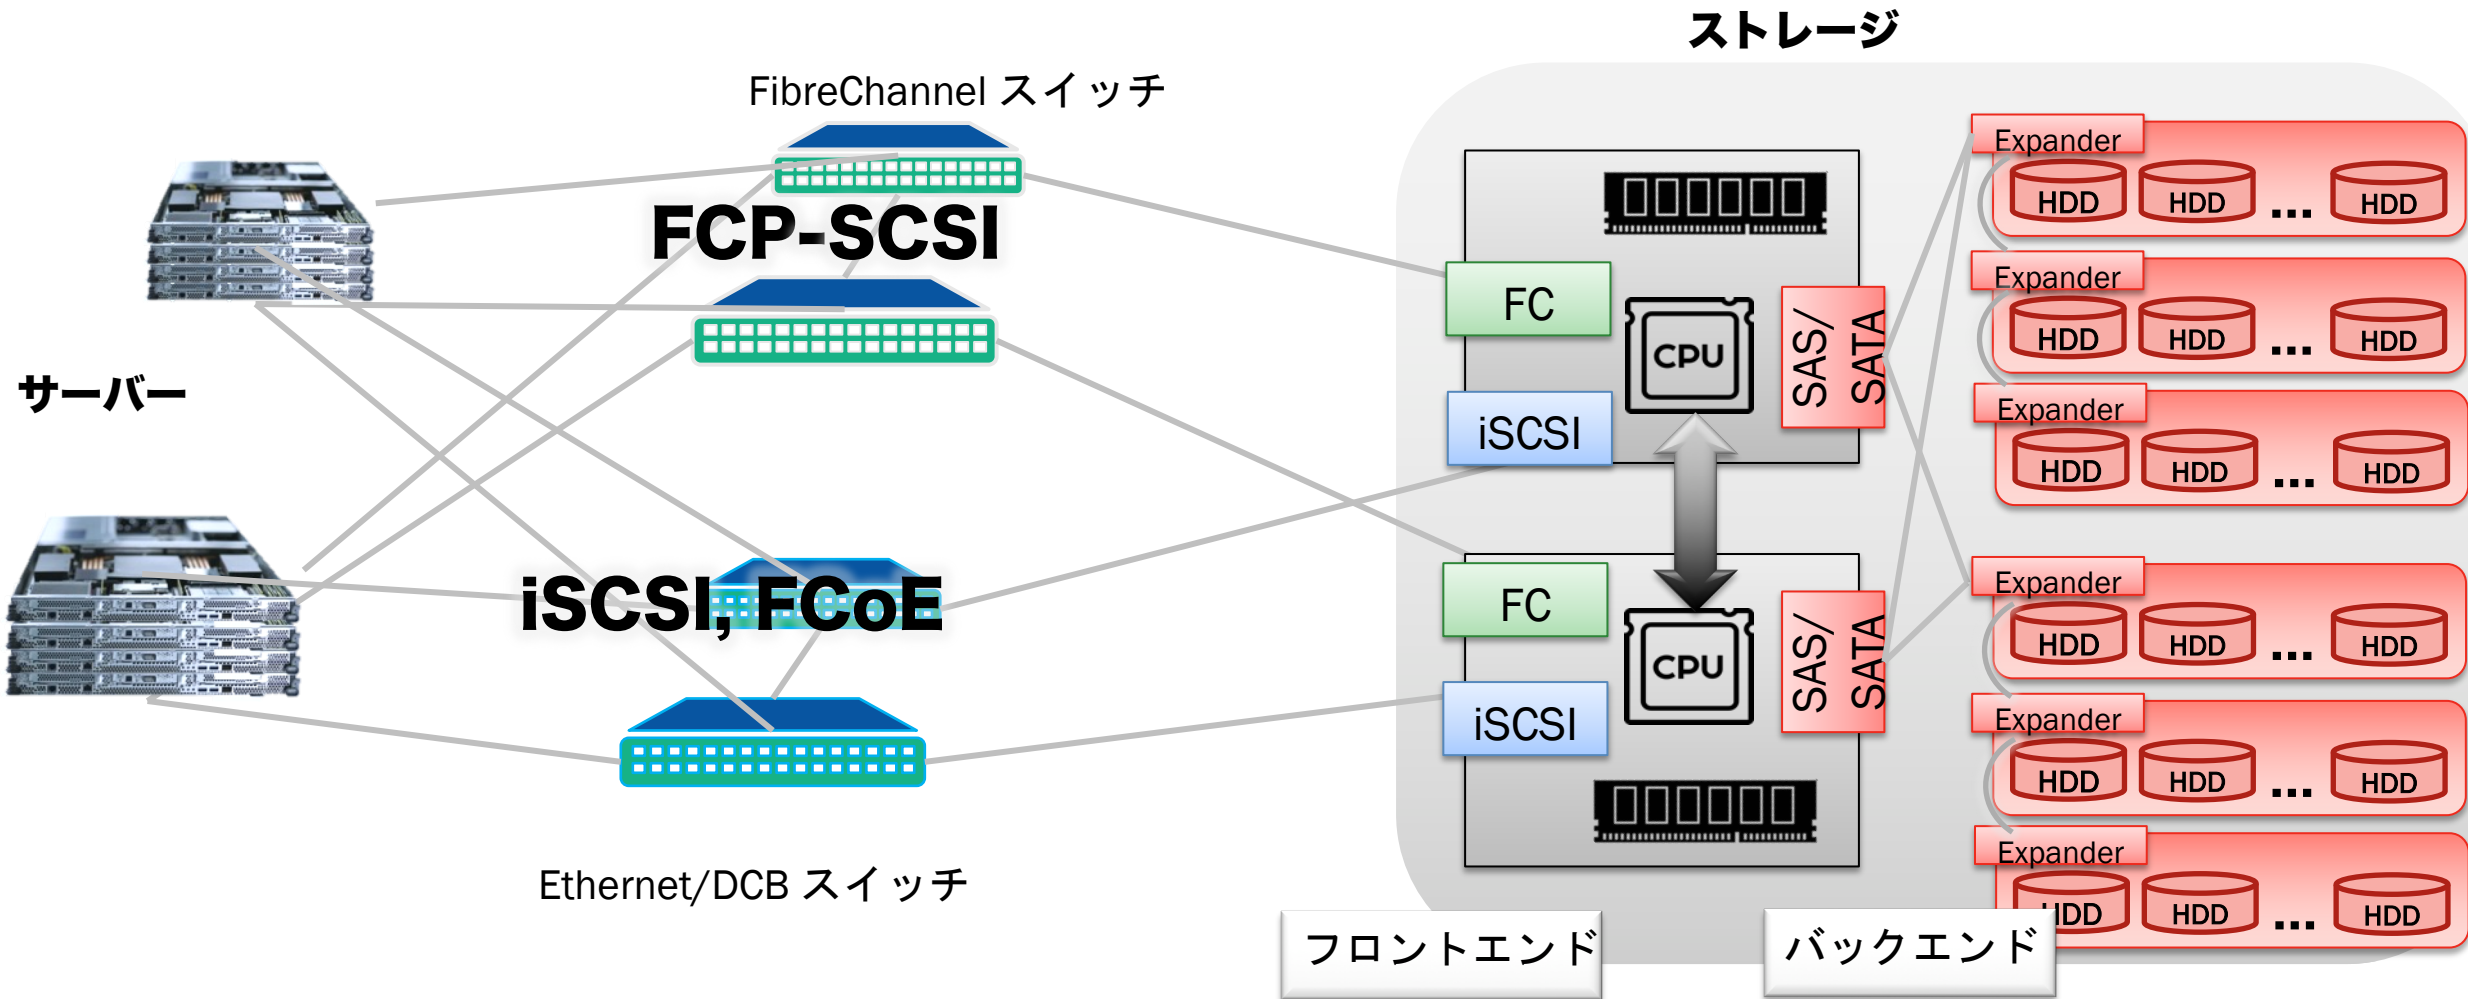 ストレージ
FibreChannel スイッチ
FCP-SCSI
サーバー
iSCSI, FCoE
Ethernet/DCB スイッチ
FC
iSCSI
CPU
SAS/
SATA
FC
iSCSI
CPU
SAS/
SATA
Expander
HDD HDD ... HDD
Expander
HDD HDD ... HDD
Expander
HDD HDD ... HDD
Expander
HDD HDD ... HDD
Expander
HDD HDD ... HDD
Expander
HDD HDD ... HDD
フロントエンド
バックエンド